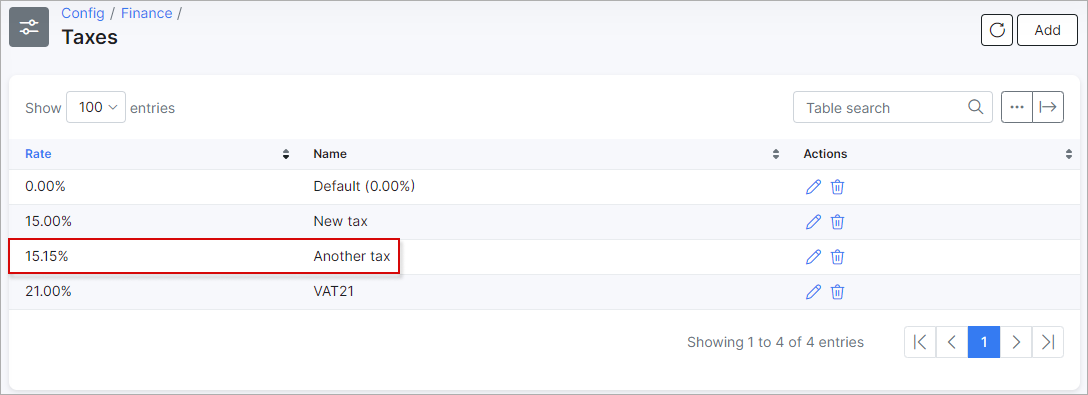 Config / Finance /
Taxes
Add
Show 100 entries
Table search
Rate Name Actions
0.00% Default (0.00%)
15.00% New tax
15.15% Another tax
21.00% VAT21
Showing 1 to 4 of 4 entries
1